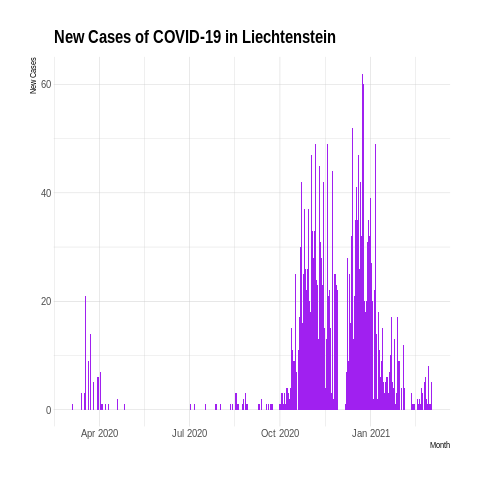 New Cases of COVID-19 in Liechtenstein
New Cases
60
40
20
0
Apr 2020
Jul 2020
Oct 2020
Jan 2021
Month